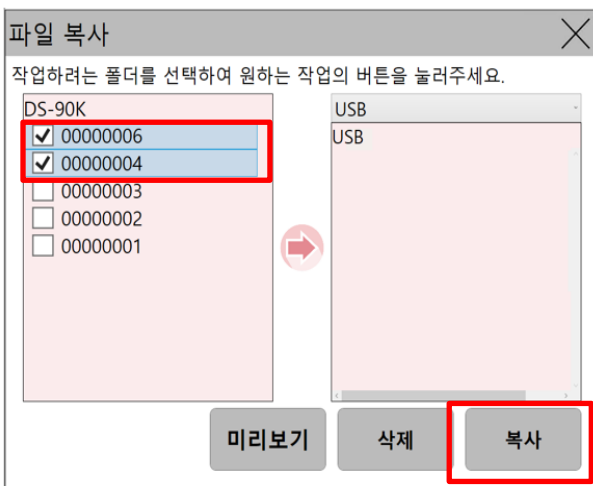 파일 복사
작업하려는 폴더를 선택하여 원하는 작업의 버튼을 눌러주세요.
DS-90K
00000006
00000004
00000003
00000002
00000001
USB
USB
미리보기
삭제
복사